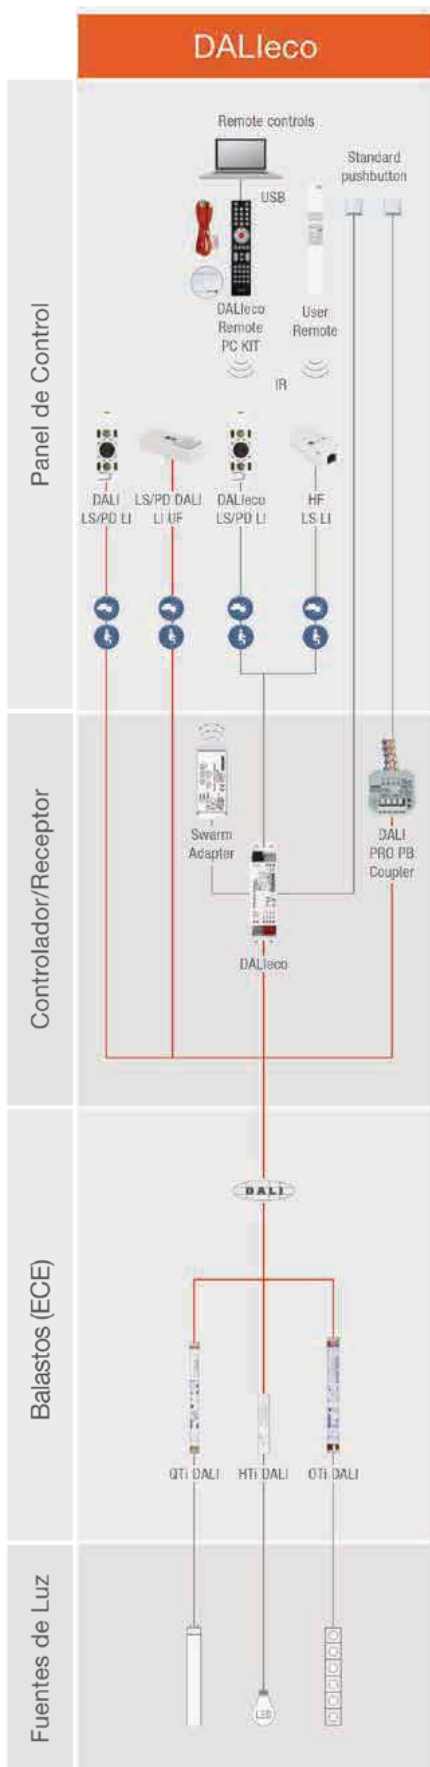 DALIeco
Panel de Control
Remote controls
Standard
pushbutton
USB
DALIeco
Remote
PC KIT
User
Remote
IR
DALI
LS/PD LI
LS/PD DALI
LI UF
DALIeco
LS/PD LI
HF
LS LI
Controlador/Receptor
Swarm
Adapter
DALIeco
DALI
PRO PB
Coupler
Balastos (ECE)
DALI
QTi DALI
HTi DALI
OTi DALI
Fuentes de Luz
LED